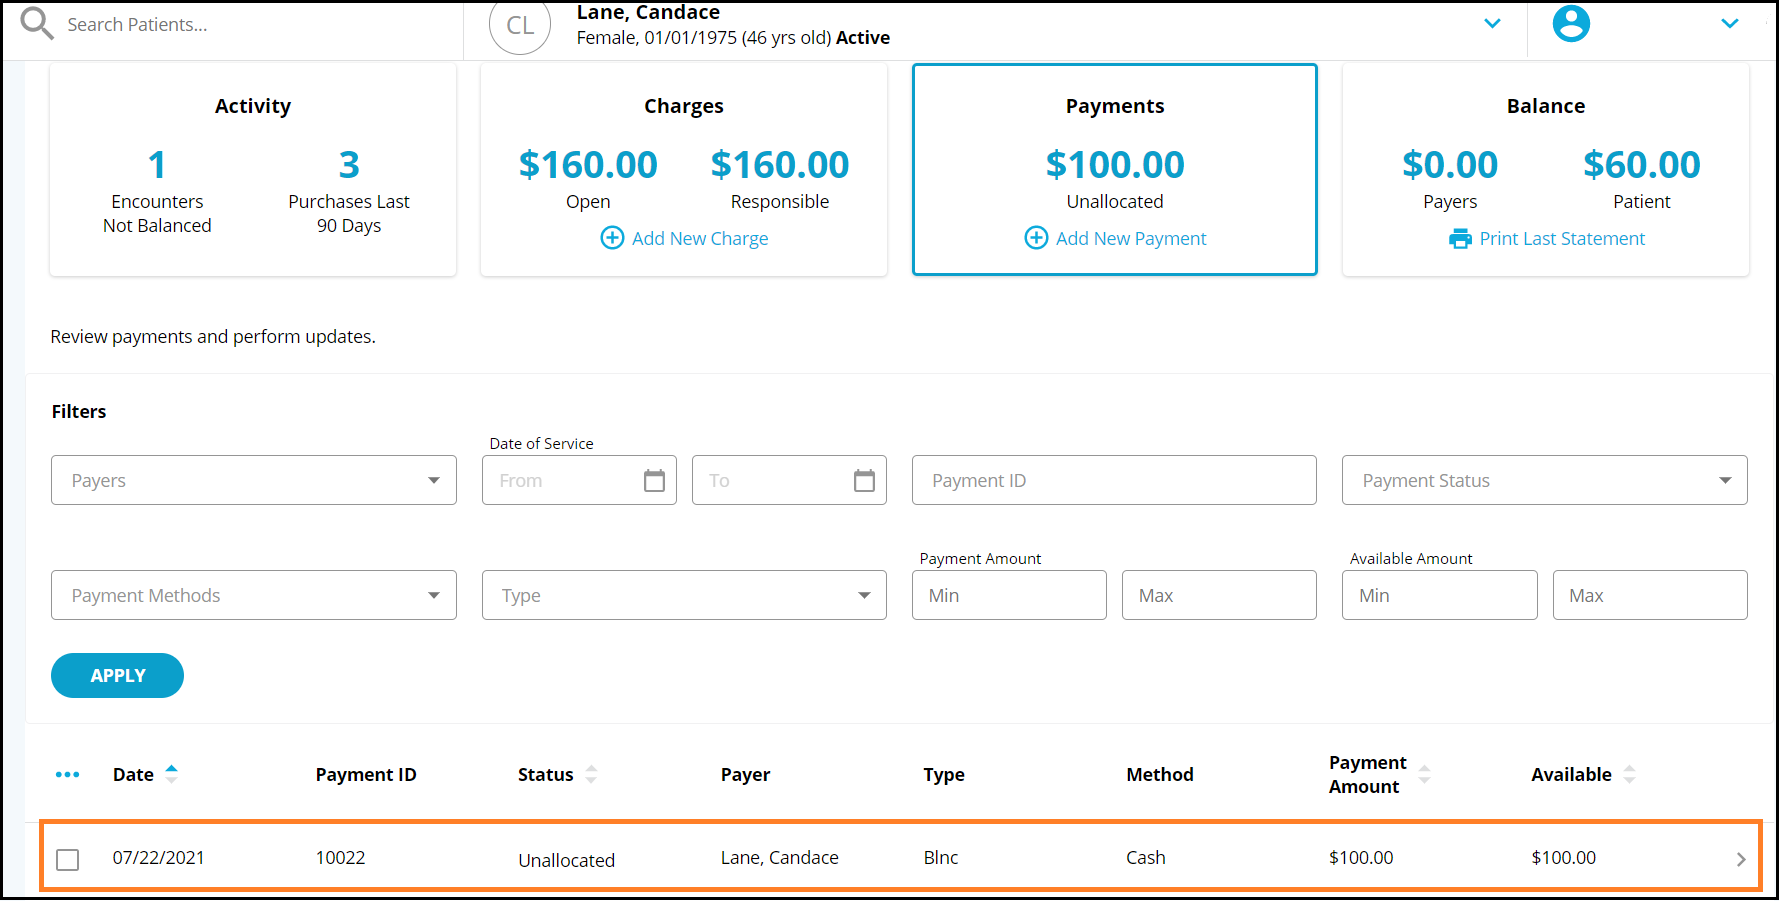 Search Patients...
CL
Lane, Candace
Female, 01/01/1975 (46 yrs old) Active
Activity
1
3
Encounters
Not Balanced
Purchases Last
90 Days
Charges
$160.00
$160.00
Open
Responsible
Add New Charge
Payments
$100.00
Unallocated
Add New Payment
Balance
$0.00
$60.00
Payers
Patient
Print Last Statement
Review payments and perform updates.
Filters
Date of Service
Payers
From
To
Payment ID
Payment Status
Payment Amount
Available Amount
Payment Methods
Type
Min
Max
Min
Max
APPLY
Date
Payment ID
Status
Payer
Type
Method
Payment
Amount
Available
07/22/2021
10022
Unallocated
Lane, Candace
Blnc
Cash
$100.00
$100.00